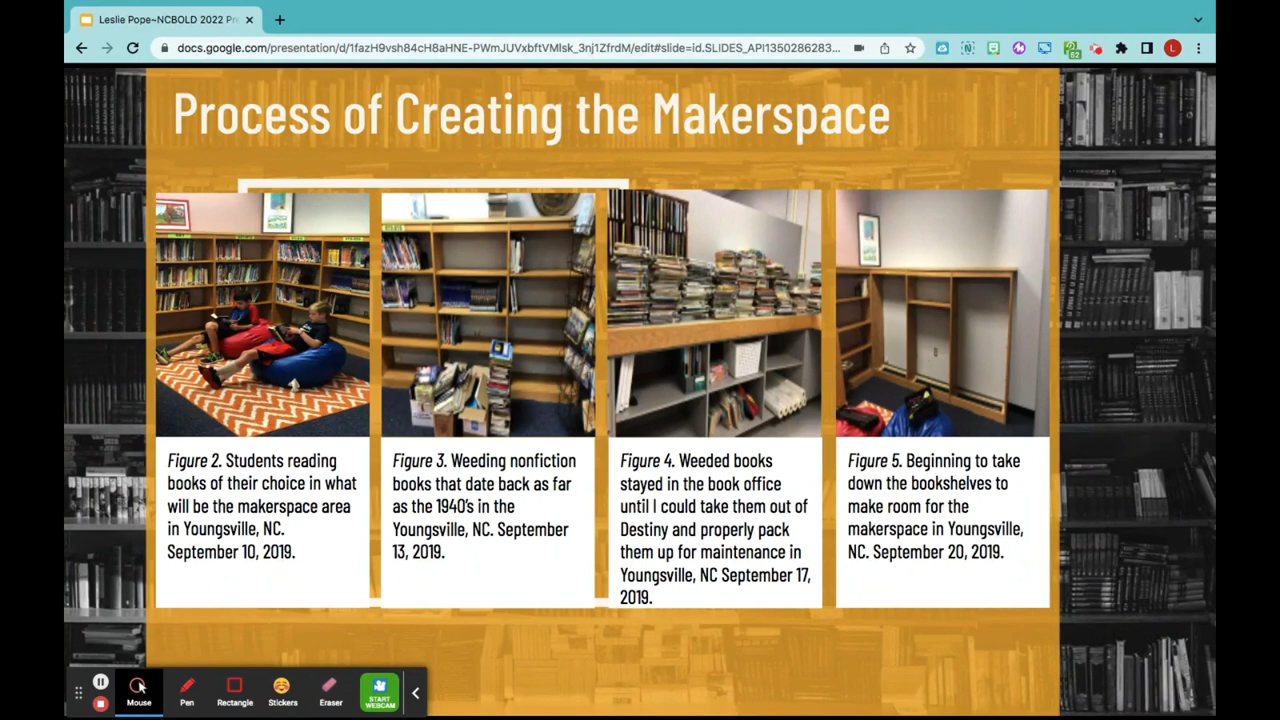 Leslie Pope~NCBOLD 2022 Pr
docs.google.com/presentation/d/1fazH9vsh84cH8aHNE-PWmJUVxbftVMlsk_3nj1ZfrdM/edit#slide=id.SLIDES_API1350286283...
52
L
Process of Creating the Makerspace
Figure 2. Students reading
books of their choice in what
will be the makerspace area
in Youngsville, NC.
September 10, 2019.
Figure 3. Weeding nonfiction
books that date back as far
as the 1940's in the
Youngsville, NC. September
13, 2019.
Figure 4. Weeded books
stayed in the book office
until I could take them out of
Destiny and properly pack
them up for maintenance in
Youngsville, NC September 17,
2019.
Figure 5. Beginning to take
down the bookshelves to
make room for the
makerspace in Youngsville,
NC. September 20, 2019.
Mouse
Pen
Rectangle
Stickers
Eraser
START
WEBCAM